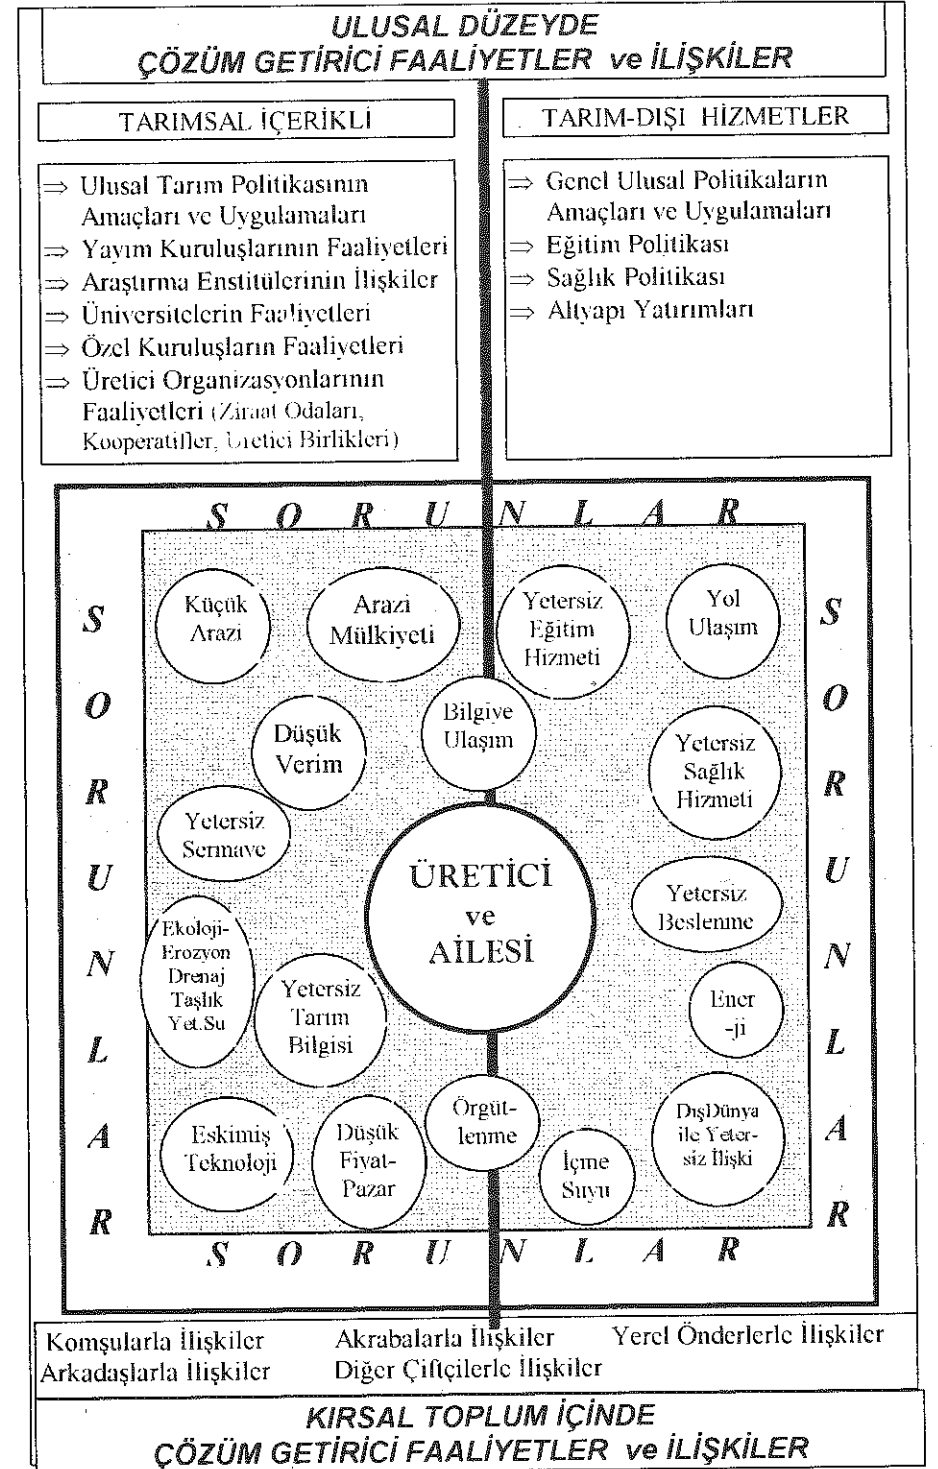 ULUSAL DÜZEYDE
ÇÖZÜM GETİRİCİ FAALİYETLER ve İLİŞKİLER
TARIMSAL İÇERİKLİ
⇒ Ulusal Tarım Politikasının
Amaçları ve Uygulamaları
⇒ Yayım Kuruluşlarının Faaliyetleri
⇒ Araştırma Enstitülerinin İlişkiler
⇒ Üniversitelerin Faaliyetleri
⇒ Özel Kuruluşların Faaliyetleri
⇒ Üretici Organizasyonlarının
Faaliyetleri (Ziraat Odaları,
Kooperatifler, Üretici Birlikleri)
TARIM-DIŞI HİZMETLER
⇒ Genel Ulusal Politikaların
Amaçları ve Uygulamaları
⇒ Eğitim Politikası
⇒ Sağlık Politikası
⇒ Altyapı Yatırımları
S O R U N L A R
S O R U N L A R
S O R U N L A R
Küçük
Arazi
Arazi
Mülkiyeti
Yetersiz
Eğitim
Hizmeti
Yol
Ulaşım
Düşük
Verim
Bilgiye
Ulaşım
Yetersiz
Sağlık
Hizmeti
Yetersiz
Sermaye
ÜRETİCİ
ve
AİLESİ
Yetersiz
Beslenme
Ekoloji-
Erozyon
Drenaj
Taşlık
Yet.Su
Yetersiz
Tarım
Bilgisi
Ener
-ji
Eskimiş
Teknoloji
Düşük
Fiyat-
Pazar
Örgüt-
lenme
İçme
Suyu
DışDünya
ile Yeter-
siz İlişki
S O R U N L A R
Komşularla İlişkiler Akrabalarla İlişkiler Yerel Önderlerle İlişkiler
Arkadaşlarla İlişkiler Diğer Çiftçilerle İlişkiler
KIRSAL TOPLUM İÇİNDE
ÇÖZÜM GETİRİCİ FAALİYETLER ve İLİŞKİLER